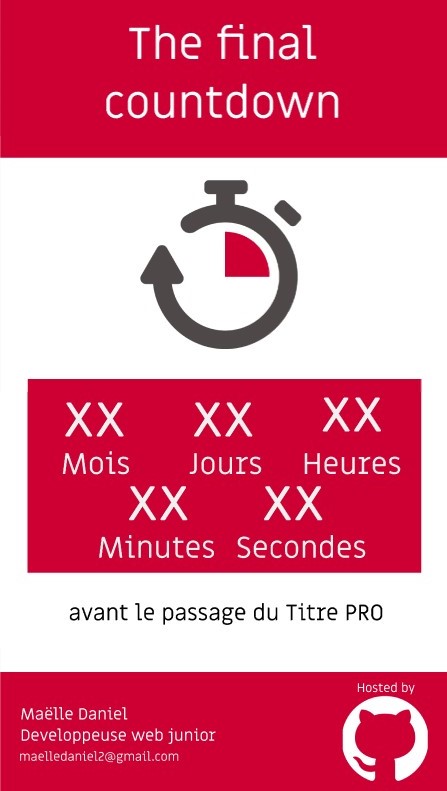 The final
countdown
XX XX XX
Mois Jours Heures
XX XX
Minutes Secondes
avant le passage du Titre PRO
Hosted by
Maëlle Daniel
Developpeuse web junior
maelledaniel2@gmail.com